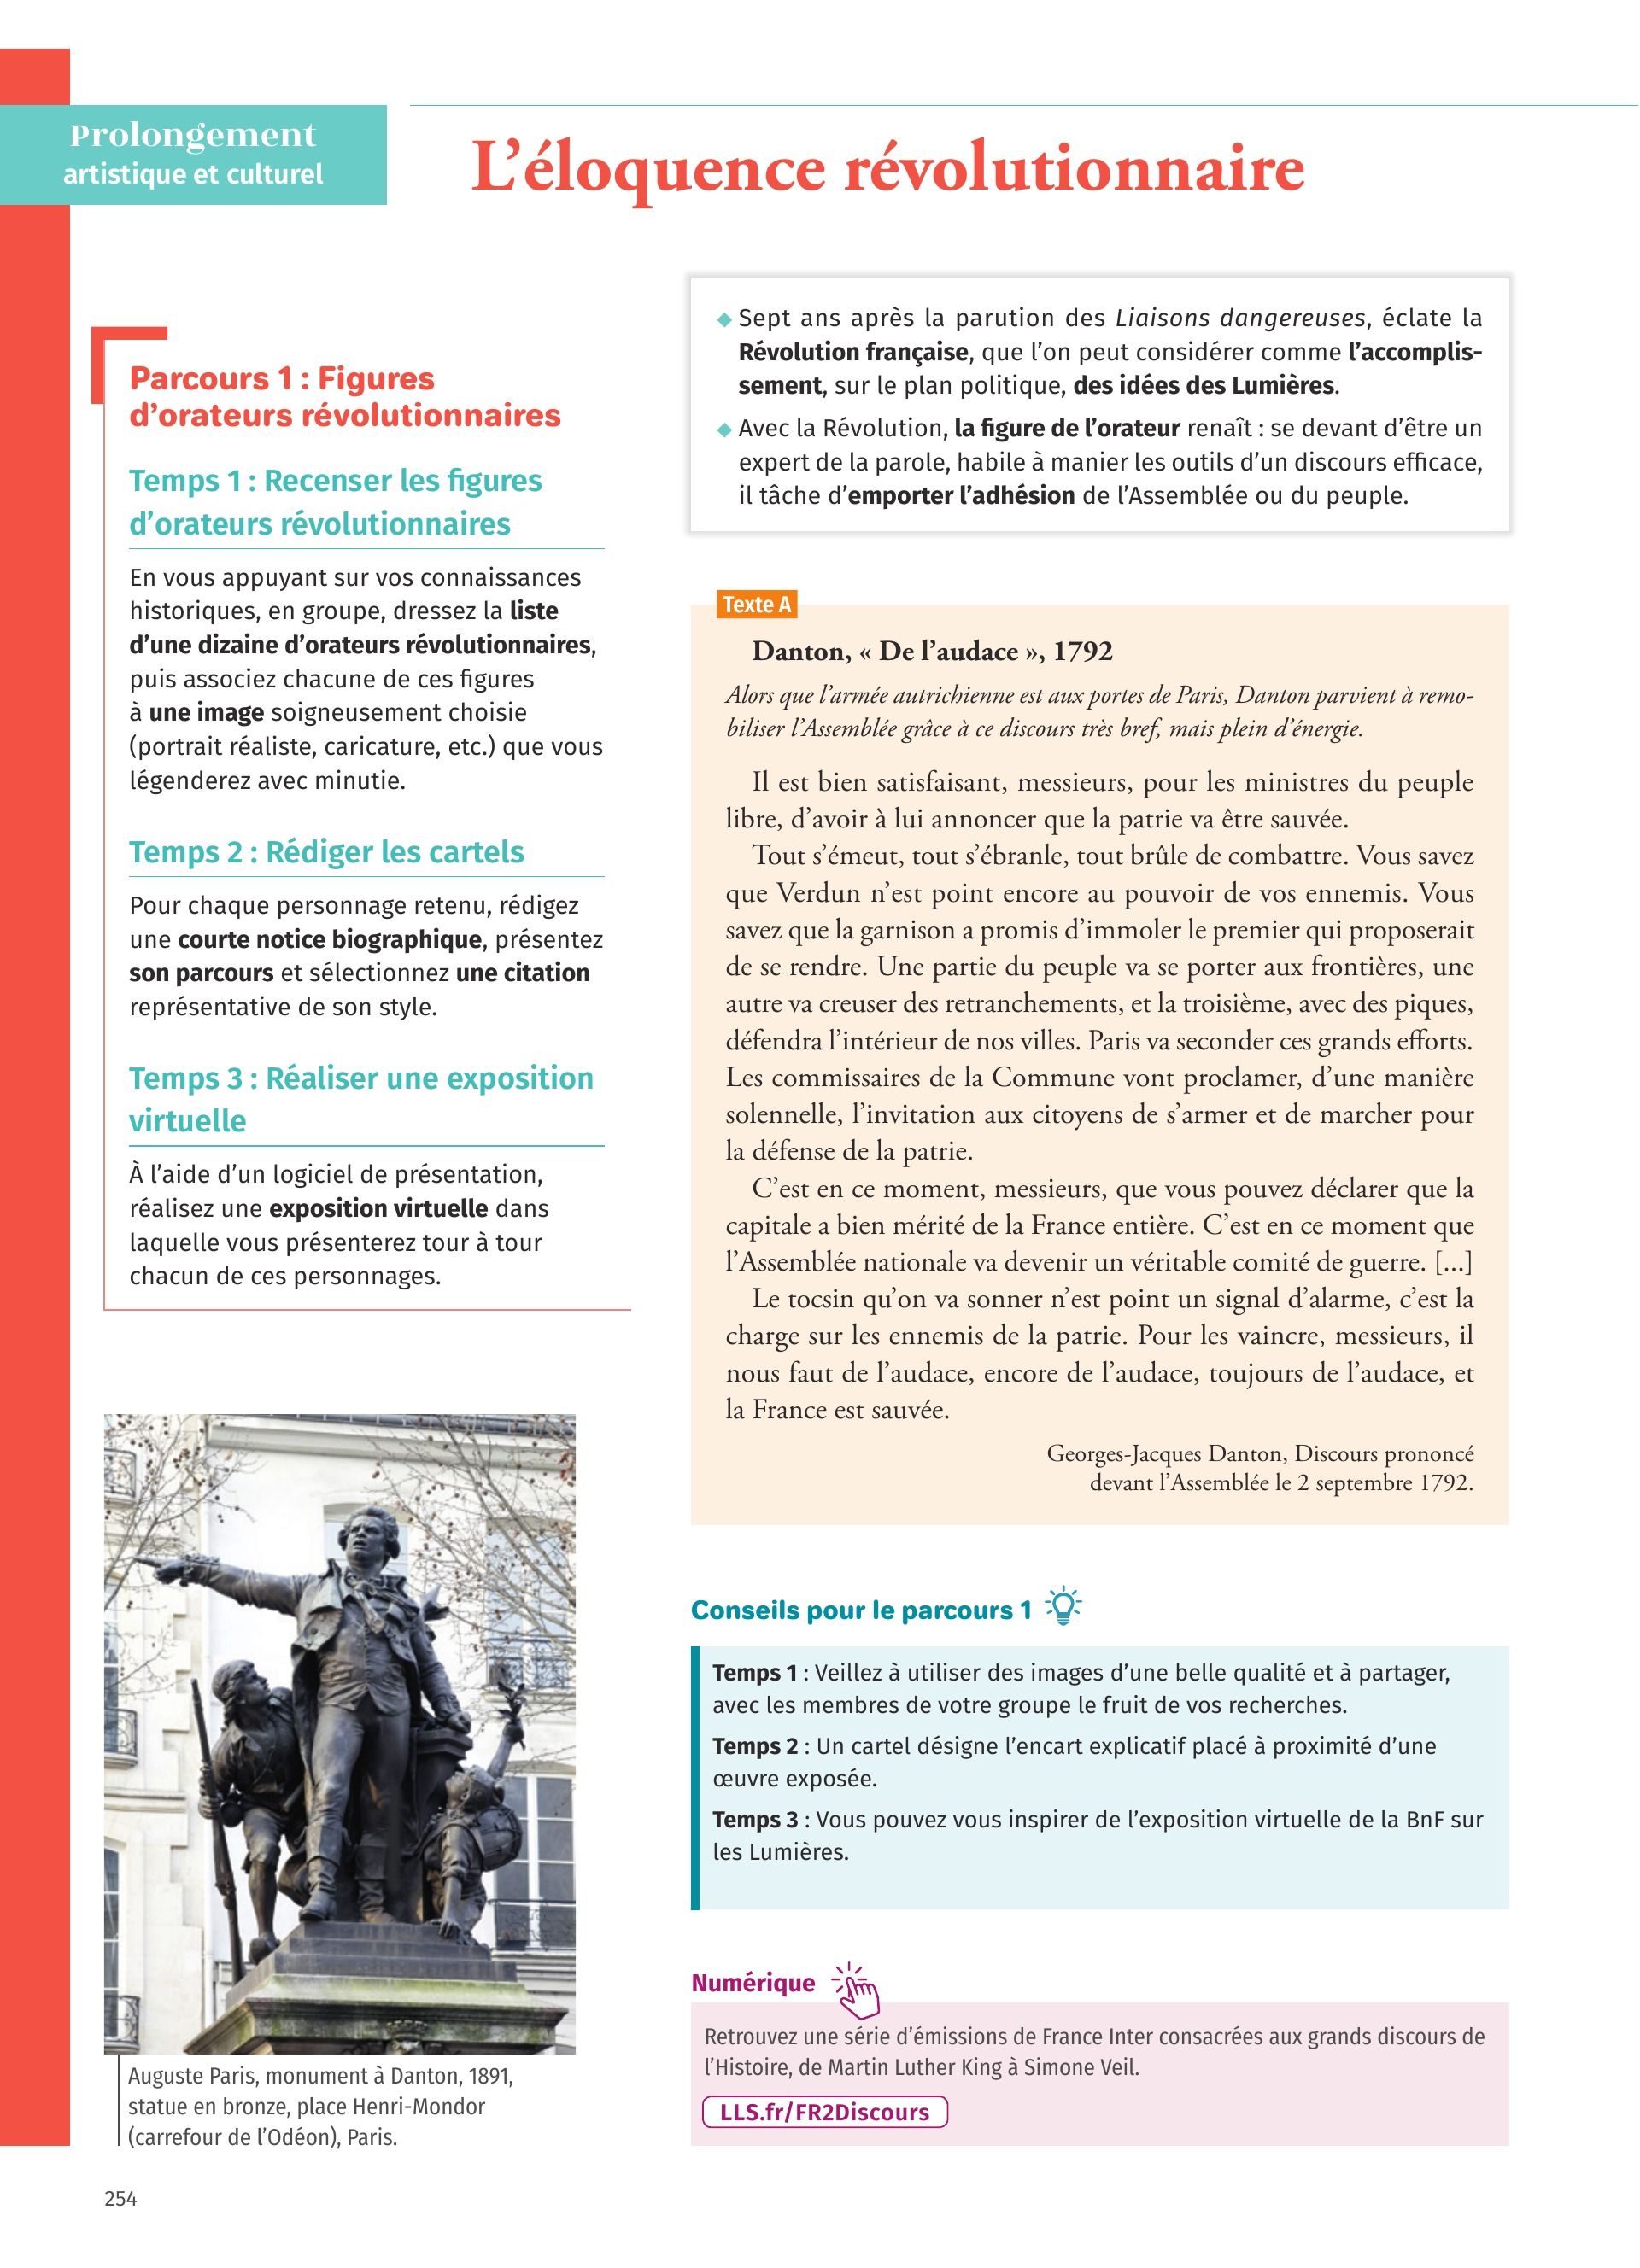 Prolongement
artistique et culturel
L’éloquence révolutionnaire
Parcours 1 : Figures
d’orateurs révolutionnaires
Temps 1 : Recenser les figures
d’orateurs révolutionnaires
En vous appuyant sur vos connaissances
historiques, en groupe, dressez la liste
d’une dizaine d’orateurs révolutionnaires,
puis associez chacune de ces figures
à une image soigneusement choisie
(portrait réaliste, caricature, etc.) que vous
légenderez avec minutie.
Temps 2 : Rédiger les cartels
Pour chaque personnage retenu, rédigez
une courte notice biographique, présentez
son parcours et sélectionnez une citation
représentative de son style.
Temps 3 : Réaliser une exposition
virtuelle
À l’aide d’un logiciel de présentation,
réalisez une exposition virtuelle dans
laquelle vous présenterez tour à tour
chacun de ces personnages.
Auguste Paris, monument à Danton, 1891,
statue en bronze, place Henri-Mondor
(carrefour de l’Odéon), Paris.
◆ Sept ans après la parution des Liaisons dangereuses, éclate la
Révolution française, que l’on peut considérer comme l’accomplis-
sement, sur le plan politique, des idées des Lumières.
◆ Avec la Révolution, la figure de l’orateur renaît : se devant d’être un
expert de la parole, habile à manier les outils d’un discours efficace,
il tâche d’emporter l’adhésion de l’Assemblée ou du peuple.
Texte A
Danton, « De l’audace », 1792
Alors que l’armée autrichienne est aux portes de Paris, Danton parvient à remo-
biliser l’Assemblée grâce à ce discours très bref, mais plein d’énergie.
Il est bien satisfaisant, messieurs, pour les ministres du peuple
libre, d’avoir à lui annoncer que la patrie va être sauvée.
Tout s’émeut, tout s’ébranle, tout brûle de combattre. Vous savez
que Verdun n’est point encore au pouvoir de vos ennemis. Vous
savez que la garnison a promis d’immoler le premier qui proposerait
de se rendre. Une partie du peuple va se porter aux frontières, une
autre va creuser des retranchements, et la troisième, avec des piques,
défendra l’intérieur de nos villes. Paris va seconder ces grands efforts.
Les commissaires de la Commune vont proclamer, d’une manière
solennelle, l’invitation aux citoyens de s’armer et de marcher pour
la défense de la patrie.
C’est en ce moment, messieurs, que vous pouvez déclarer que la
capitale a bien mérité de la France entière. C’est en ce moment que
l’Assemblée nationale va devenir un véritable comité de guerre. [...]
Le tocsin qu’on va sonner n’est point un signal d’alarme, c’est la
charge sur les ennemis de la patrie. Pour les vaincre, messieurs, il
nous faut de l’audace, encore de l’audace, toujours de l’audace, et
la France est sauvée.
Georges-Jacques Danton, Discours prononcé
devant l’Assemblée le 2 septembre 1792.
Conseils pour le parcours 1
Temps 1 : Veillez à utiliser des images d’une belle qualité et à partager,
avec les membres de votre groupe le fruit de vos recherches.
Temps 2 : Un cartel désigne l’encart explicatif placé à proximité d’une
œuvre exposée.
Temps 3 : Vous pouvez vous inspirer de l’exposition virtuelle de la BnF sur
les Lumières.
Numérique
Retrouvez une série d’émissions de France Inter consacrées aux grands discours de
l’Histoire, de Martin Luther King à Simone Veil.
LLS.fr/FR2Discours
254